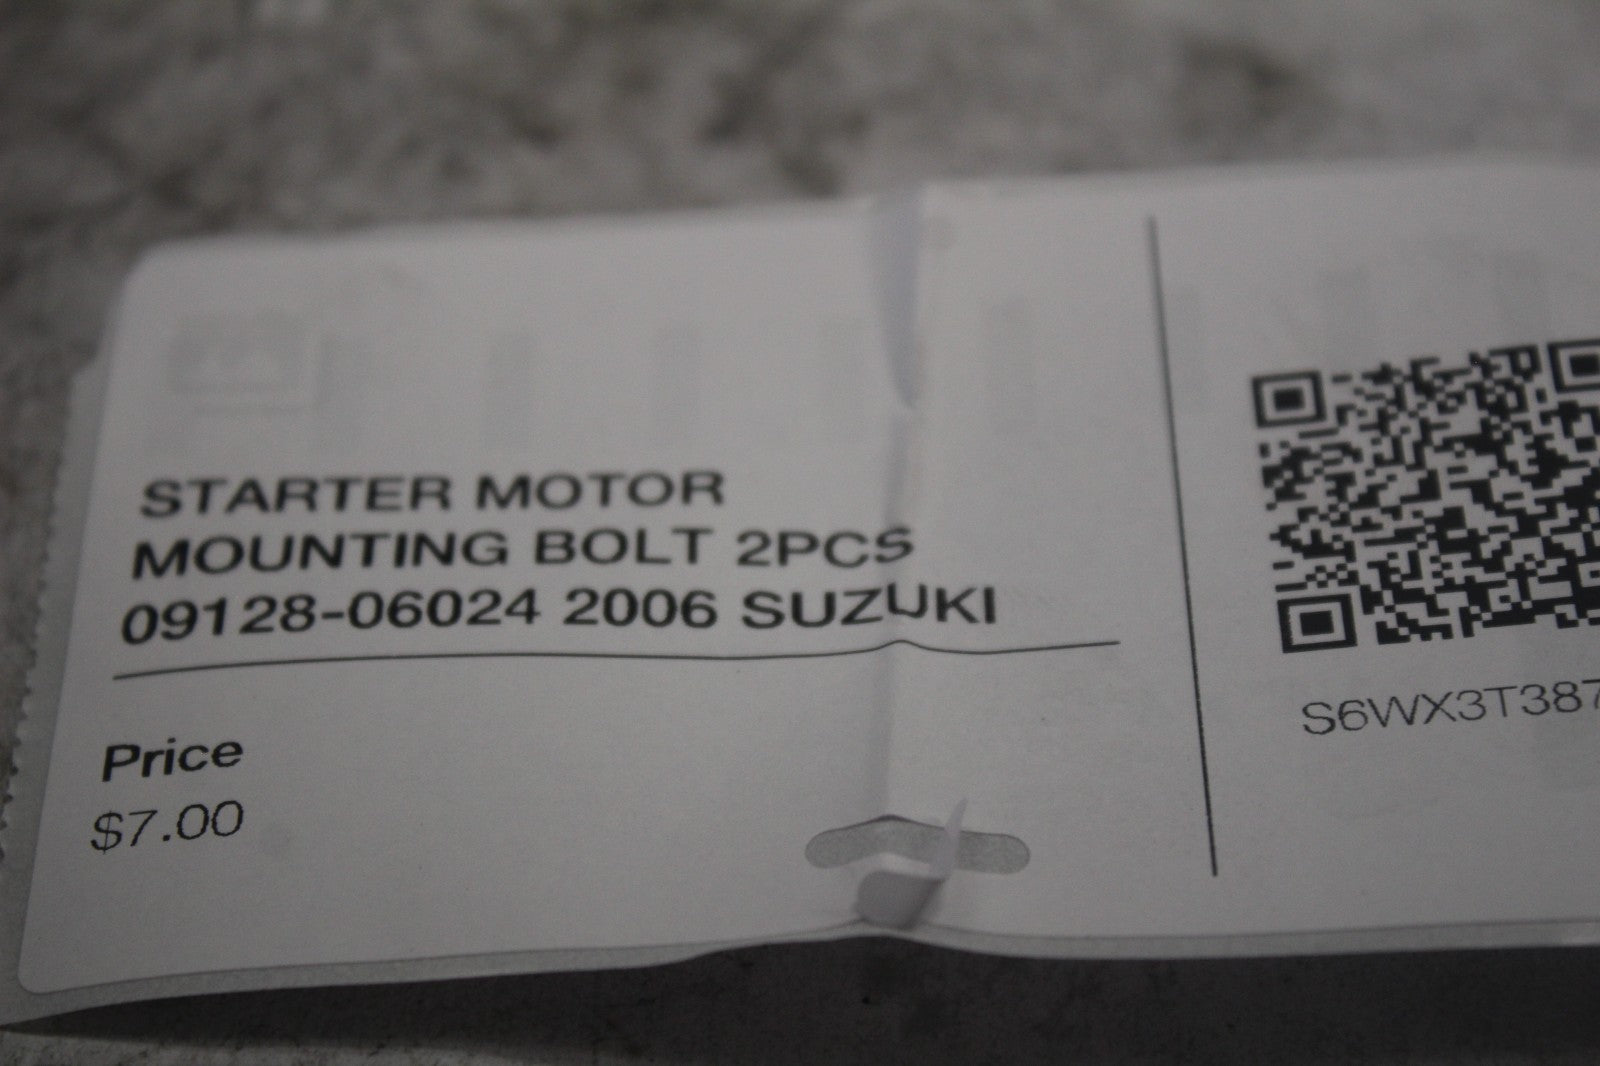 STARTER MOTOR
MOUNTING BOLT 2PCS
09128-06024 2006 SUZUKI
Price
$7.00
S6WX3T387